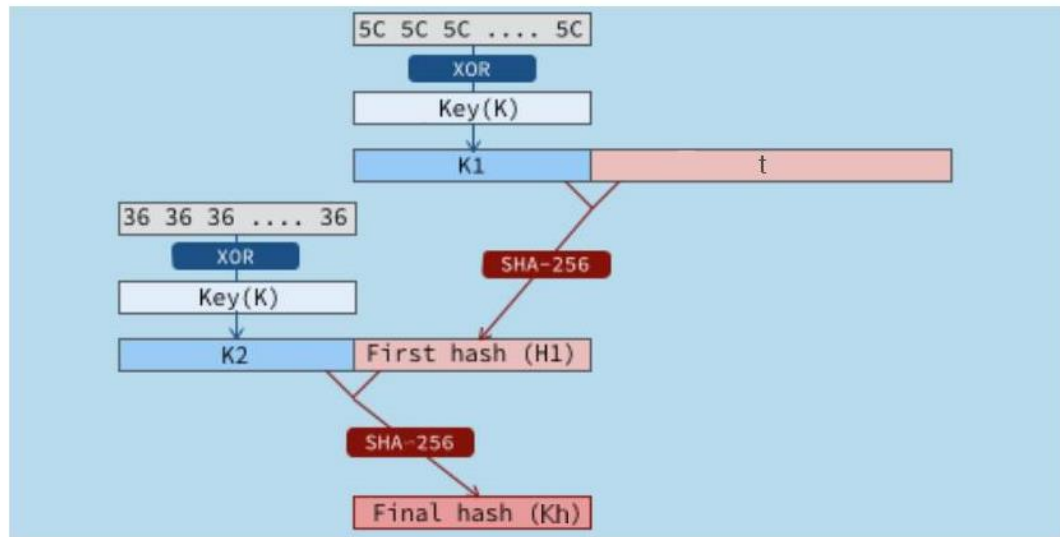 5C 5C 5C .... 5C
XOR
Key(K)
K1 t
36 36 36 .... 36
XOR
SHA-256
Key(K)
K2 First hash (H1)
SHA-256
Final hash (Kh)